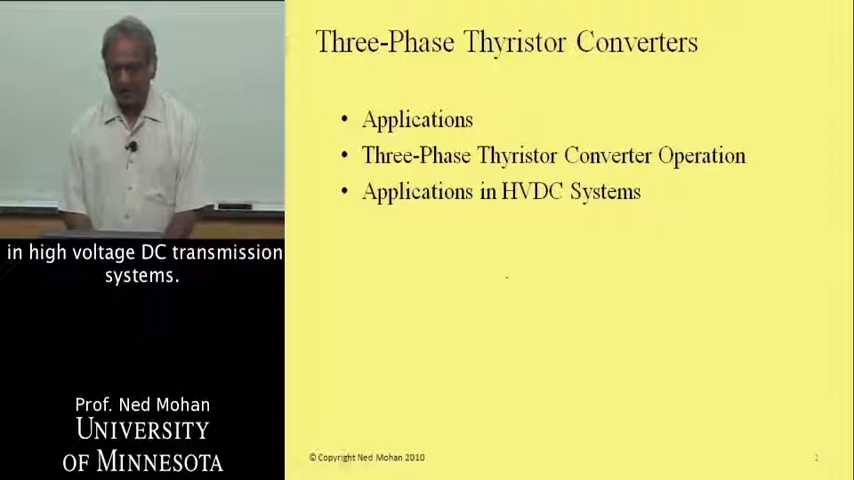 Three-Phase Thyristor Converters
• Applications
• Three-Phase Thyristor Converter Operation
• Applications in HVDC Systems
in high voltage DC transmission
systems.
Prof. Ned Mohan
UNIVERSITY
OF MINNESOTA
© Copyright Ned Mohan 2010
1